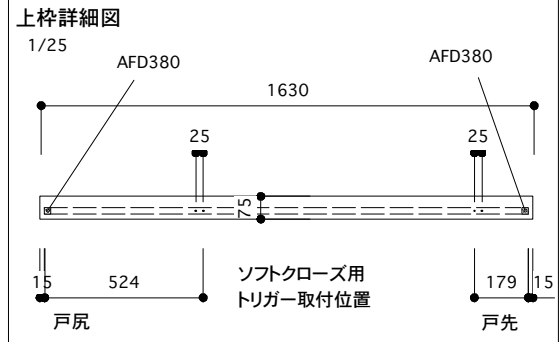 上枠詳細図
1/25
AFD380
AFD380
1630
25
25
75
15
524
ソフトクローズ用
トリガー取付位置
179
15
戸尻
戸先